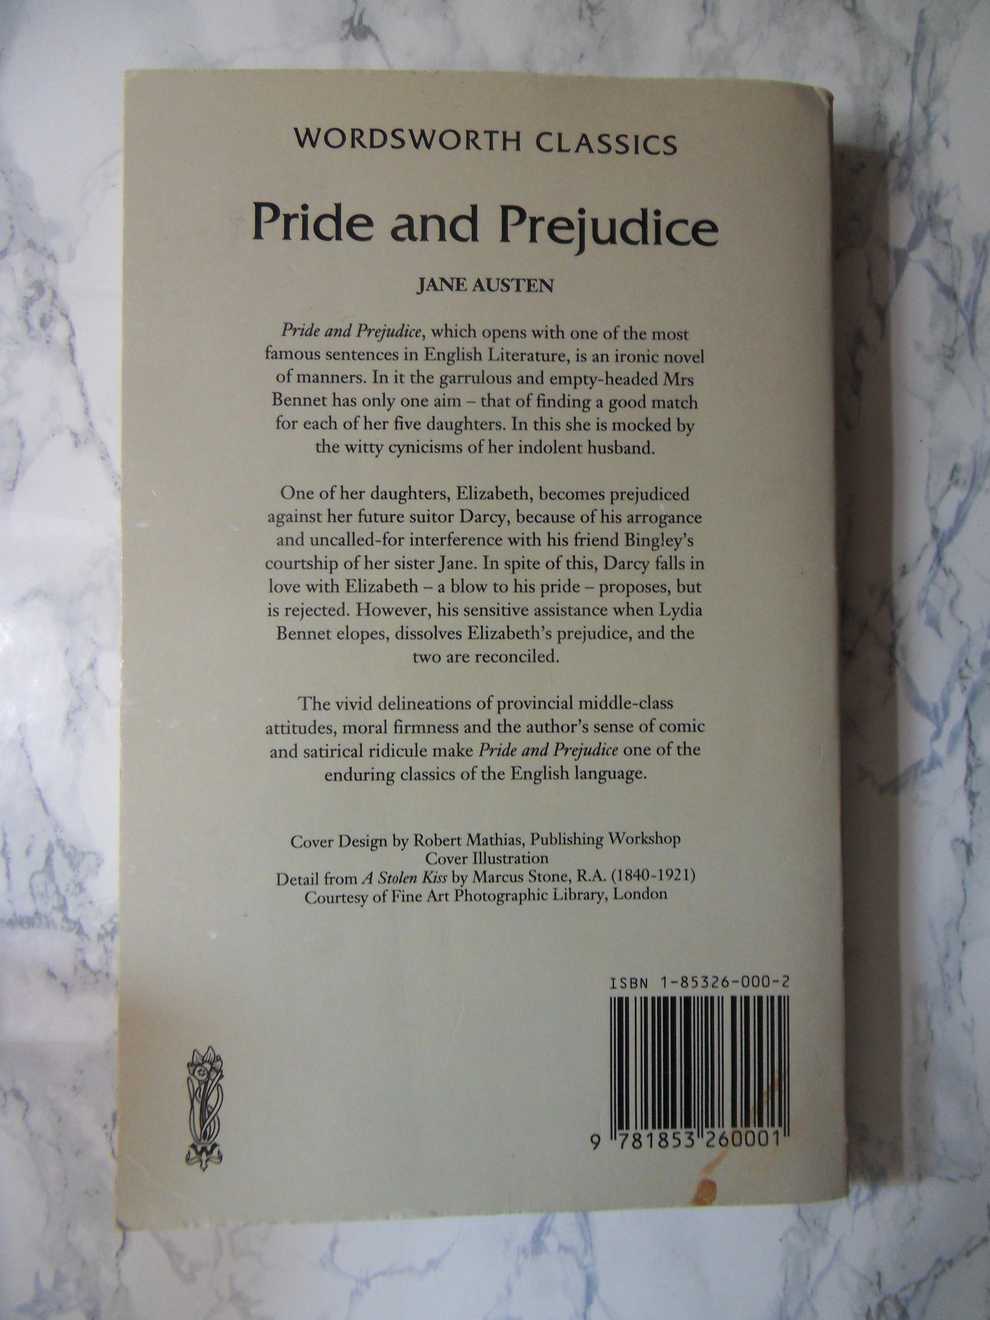 WORDSWORTH CLASSICS
Pride and Prejudice
JANE AUSTEN
Pride and Prejudice, which opens with one of the most
famous sentences in English Literature, is an ironic novel
of manners. In it the garrulous and empty-headed Mrs
Bennet has only one aim – that of finding a good match
for each of her five daughters. In this she is mocked by
the witty cynicisms of her indolent husband.
One of her daughters, Elizabeth, becomes prejudiced
against her future suitor Darcy, because of his arrogance
and uncalled-for interference with his friend Bingley's
courtship of her sister Jane. In spite of this, Darcy falls in
love with Elizabeth – a blow to his pride – proposes, but
is rejected. However, his sensitive assistance when Lydia
Bennet elopes, dissolves Elizabeth's prejudice, and the
two are reconciled.
The vivid delineations of provincial middle-class
attitudes, moral firmness and the author's sense of comic
and satirical ridicule make Pride and Prejudice one of the
enduring classics of the English language.
Cover Design by Robert Mathias, Publishing Workshop
Cover Illustration
Detail from A Stolen Kiss by Marcus Stone, R.A. (1840-1921)
Courtesy of Fine Art Photographic Library, London
ISBN 1-85326-000-2
9 781853 260001
W